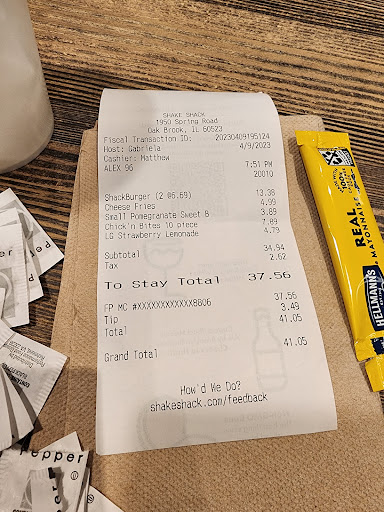 SHAKE SHACK
1950 Spring Road
Oak Brook, IL 60523
Fiscal Transaction ID: 20230409195124
Host: Gabriela 4/9/2023
Cashier: Matthew
ALEX 96 7:51 PM
20010
ShackBurger (2 @6.69) 13.38
Cheese Fries 4.99
Small Pomegranate Sweet B 3.89
Chick'n Bites 10 piece 7.89
LG Strawberry Lemonade 4.79
Subtotal 34.94
Tax 2.62
To Stay Total 37.56
FP MC #XXXXXXXXXXXX8806 37.56
Tip 3.49
Total 41.05
Grand Total 41.05
How'd We Do?
shakeshack.com/feedback
REAL
MAYONNAISE
HELLMANN'S
pepper
pepper